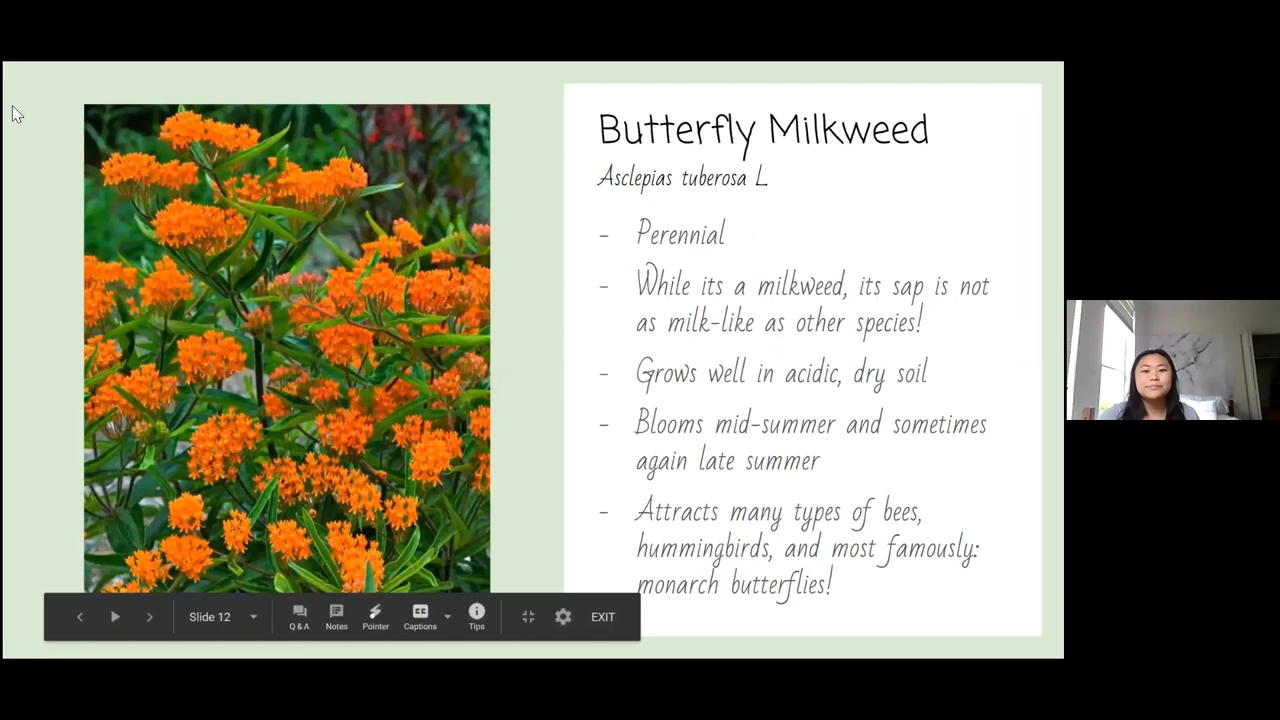 Butterfly Milkweed
Asclepias tuberosa L
- Perennial
- While its a milkweed, its sap is not
as milk-like as other species!
- Grows well in acidic, dry soil
- Blooms mid-summer and sometimes
again late summer
- Attracts many types of bees,
hummingbirds, and most famously:
monarch butterflies!
Slide 12
Q & A
Notes
Pointer
CC
Captions
Tips
EXIT